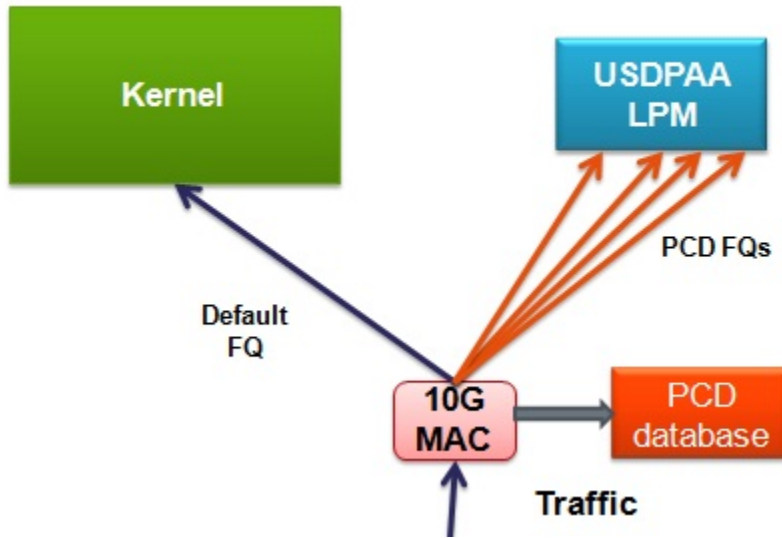 Kernel
USDPAA
LPM
PCD FQs
Default
FQ
10G
MAC
PCD
database
Traffic